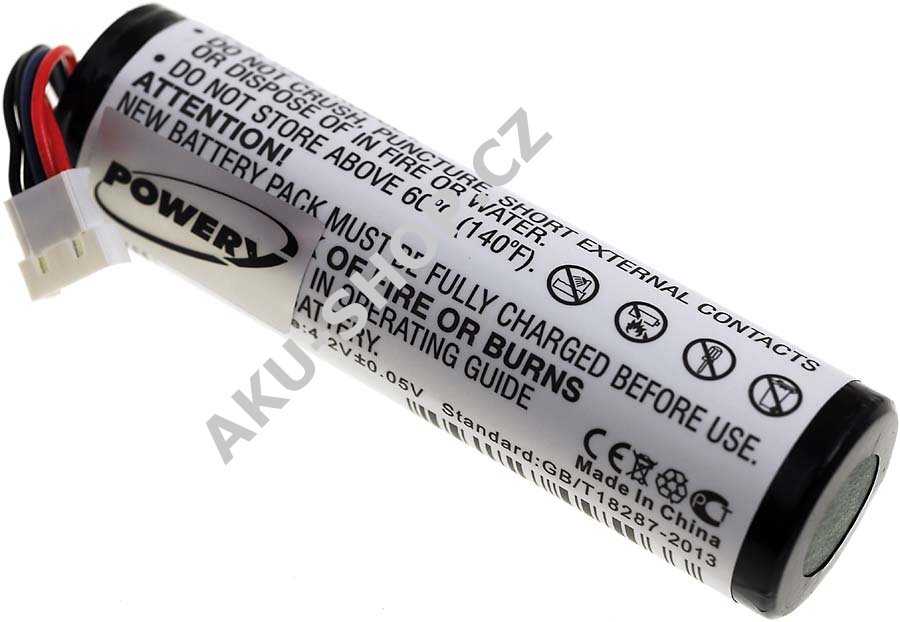 POWERY
• DO NOT CRUSH, PUNCTURE, SHORT EXTERNAL CONTACTS
OR DISPOSE OF IN FIRE OR WATER.
• DO NOT STORE ABOVE 60°C (140°F).
ATTENTION!
NEW BATTERY PACK MUST BE FULLY CHARGED BEFORE USE.
OF FIRE OR BURNS
IN OPERATING GUIDE
BATTERY.
4.2V±0.05V
Standard:GB/T18287-2013
CE
Made In China
AKU-SHOP.CZ